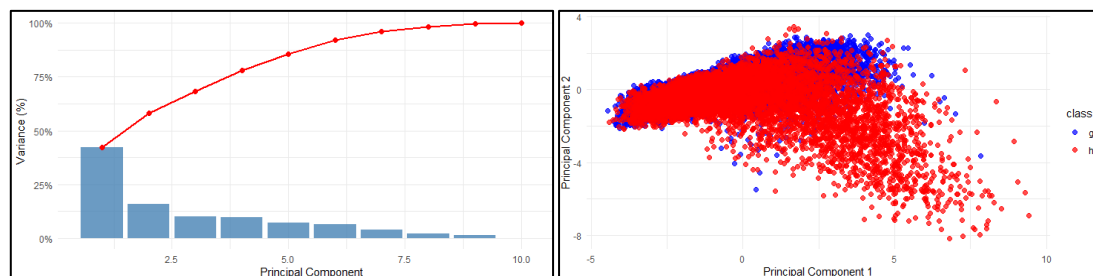 100%
75%
50%
25%
0%
Variance (%)
2.5
5.0
7.5
10.0
Principal Component
4
0
-4
-8
Principal Component 2
-5
0
5
10
Principal Component 1
class
g
h